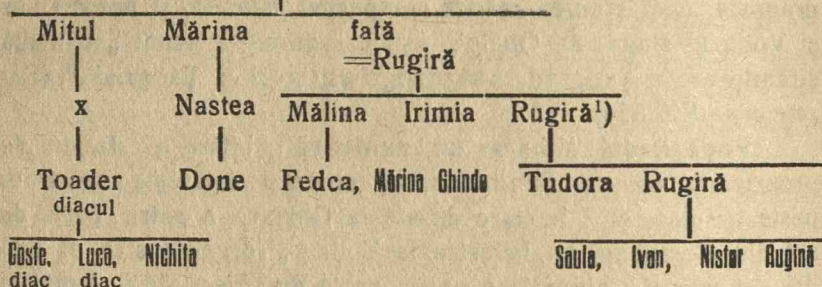 Mitul Mărina fată
=Rugiră
x Nastea Mălina Irimia Rugiră¹)
Toader Done Fedca, Mărina Ghinda Tudora Rugiră
diacul
Coste, Luca, Nichita Saula, Ivan, Nistor Rugină
diac diac